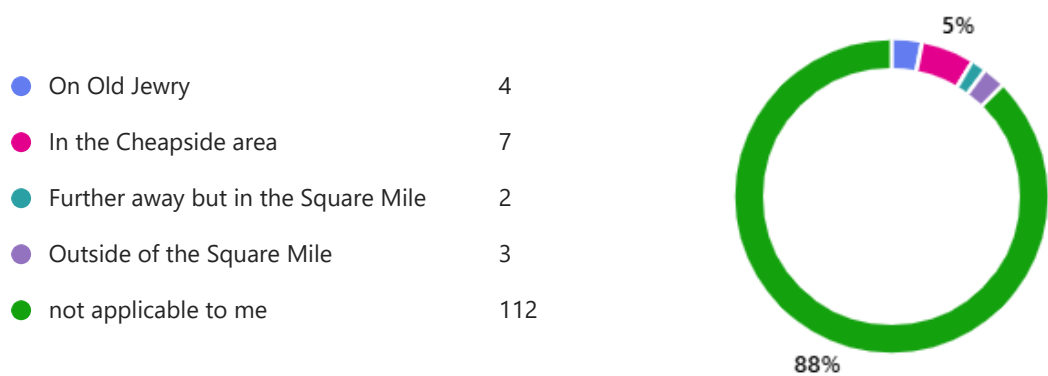 5%
On Old Jewry 4
In the Cheapside area 7
Further away but in the Square Mile 2
Outside of the Square Mile 3
not applicable to me 112
88%